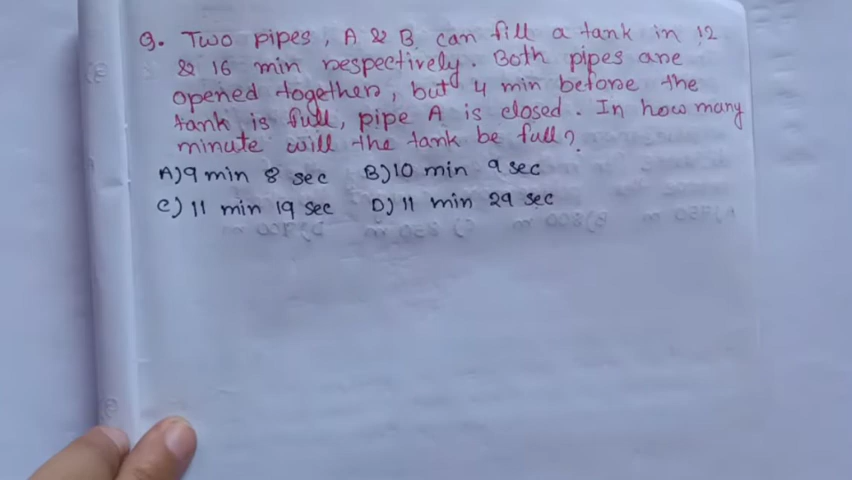 Q. Two pipes, A & B can fill a tank in 12
& 16 min respectively. Both pipes are
opened together, but 4 min before the
tank is full, pipe A is closed. In how many
minute will the tank be full?
A) 9 min 8 sec B) 10 min 9 sec
C) 11 min 19 sec D) 11 min 29 sec